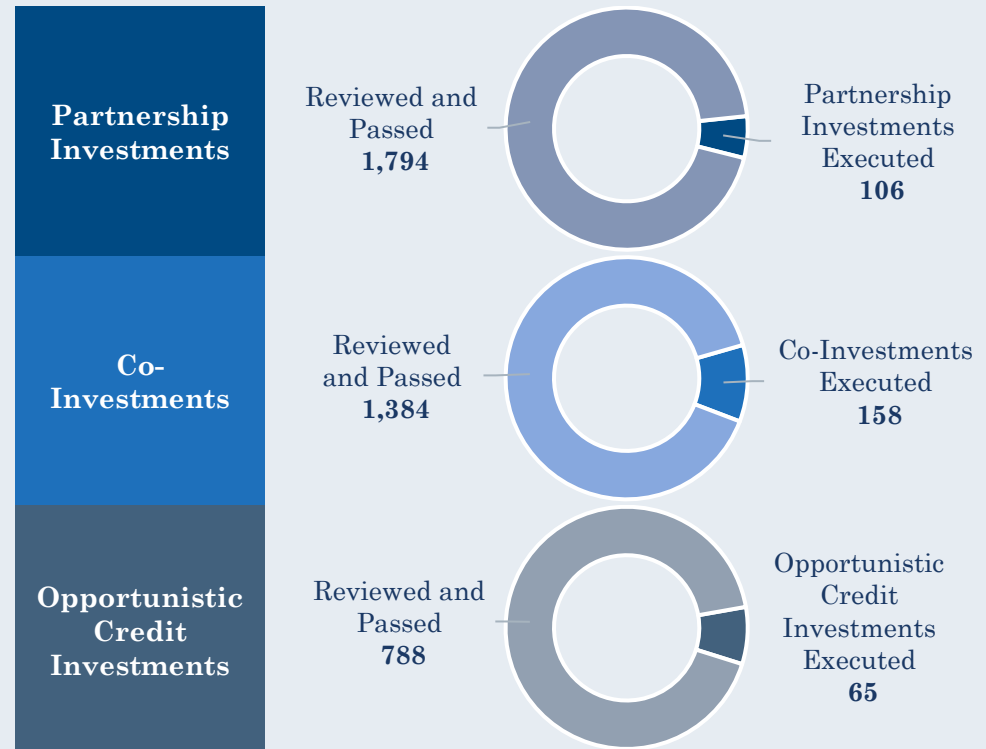 Partnership
Investments
Reviewed and
Passed
1,794
Partnership
Investments
Executed
106
Co-
Investments
Reviewed
and Passed
1,384
Co-Investments
Executed
158
Opportunistic
Credit
Investments
Reviewed and
Passed
788
Opportunistic
Credit
Investments
Executed
65